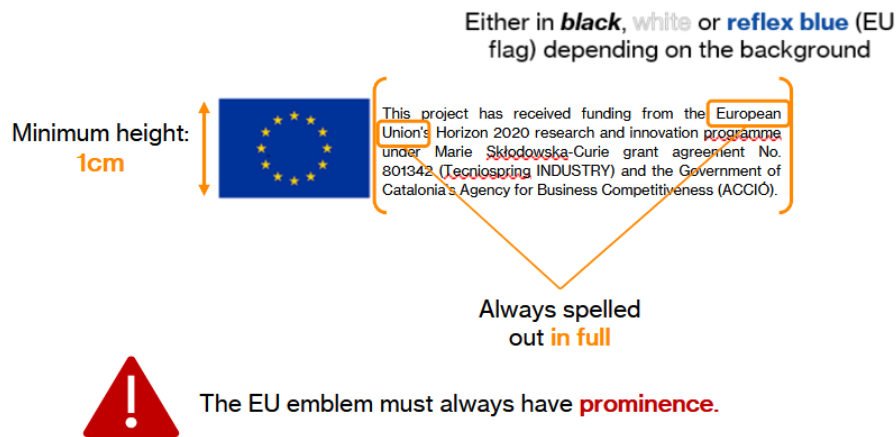 Either in black, white or reflex blue (EU
flag) depending on the background
Minimum height:
1cm
This project has received funding from the European
Union's Horizon 2020 research and innovation programme
under Marie Skłodowska-Curie grant agreement No.
801342 (Tecniospring INDUSTRY) and the Government of
Catalonia's Agency for Business Competitiveness (ACCIÓ).
Always spelled
out in full
!
The EU emblem must always have prominence.